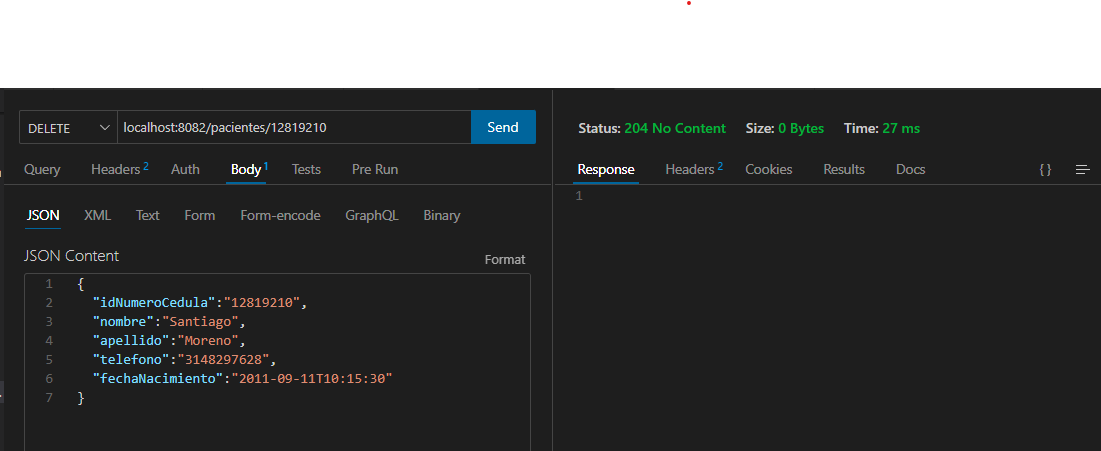 DELETE localhost:8082/pacientes/12819210 Send
Query Headers 2 Auth Body 1 Tests Pre Run
JSON XML Text Form Form-encode GraphQL Binary
JSON Content Format
1 {
2 "idNumeroCedula":"12819210",
3 "nombre":"Santiago",
4 "apellido":"Moreno",
5 "telefono":"3148297628",
6 "fechaNacimiento":"2011-09-11T10:15:30"
7 }
Status: 204 No Content Size: 0 Bytes Time: 27 ms
Response Headers 2 Cookies Results Docs {}
1